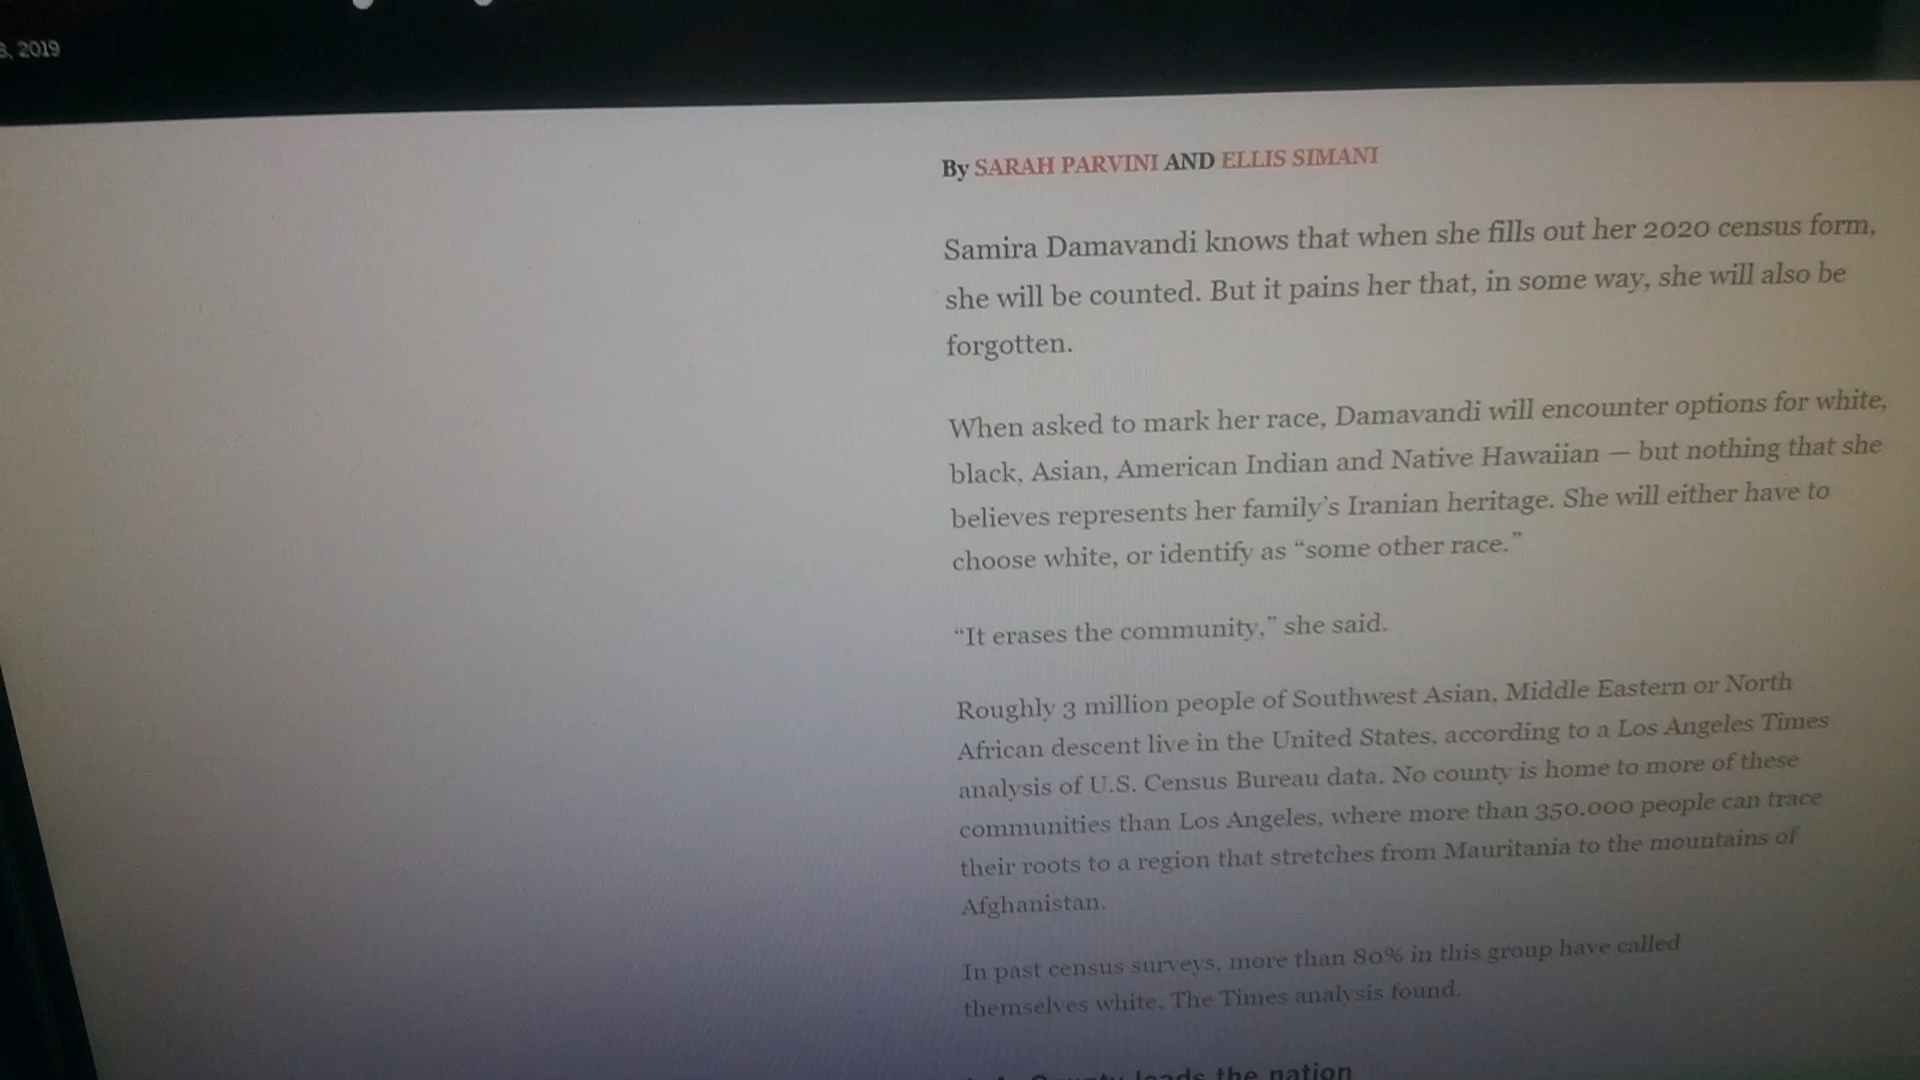 2019
By SARAH PARVINI AND ELLIS SIMANI
Samira Damavandi knows that when she fills out her 2020 census form,
she will be counted. But it pains her that, in some way, she will also be
forgotten.
When asked to mark her race, Damavandi will encounter options for white,
black, Asian, American Indian and Native Hawaiian — but nothing that she
believes represents her family’s Iranian heritage. She will either have to
choose white, or identify as “some other race.”
“It erases the community,” she said.
Roughly 3 million people of Southwest Asian, Middle Eastern or North
African descent live in the United States, according to a Los Angeles Times
analysis of U.S. Census Bureau data. No county is home to more of these
communities than Los Angeles, where more than 350,000 people can trace
their roots to a region that stretches from Mauritania to the mountains of
Afghanistan.
In past census surveys, more than 80% in this group have called
themselves white, The Times analysis found.
County leads the nation